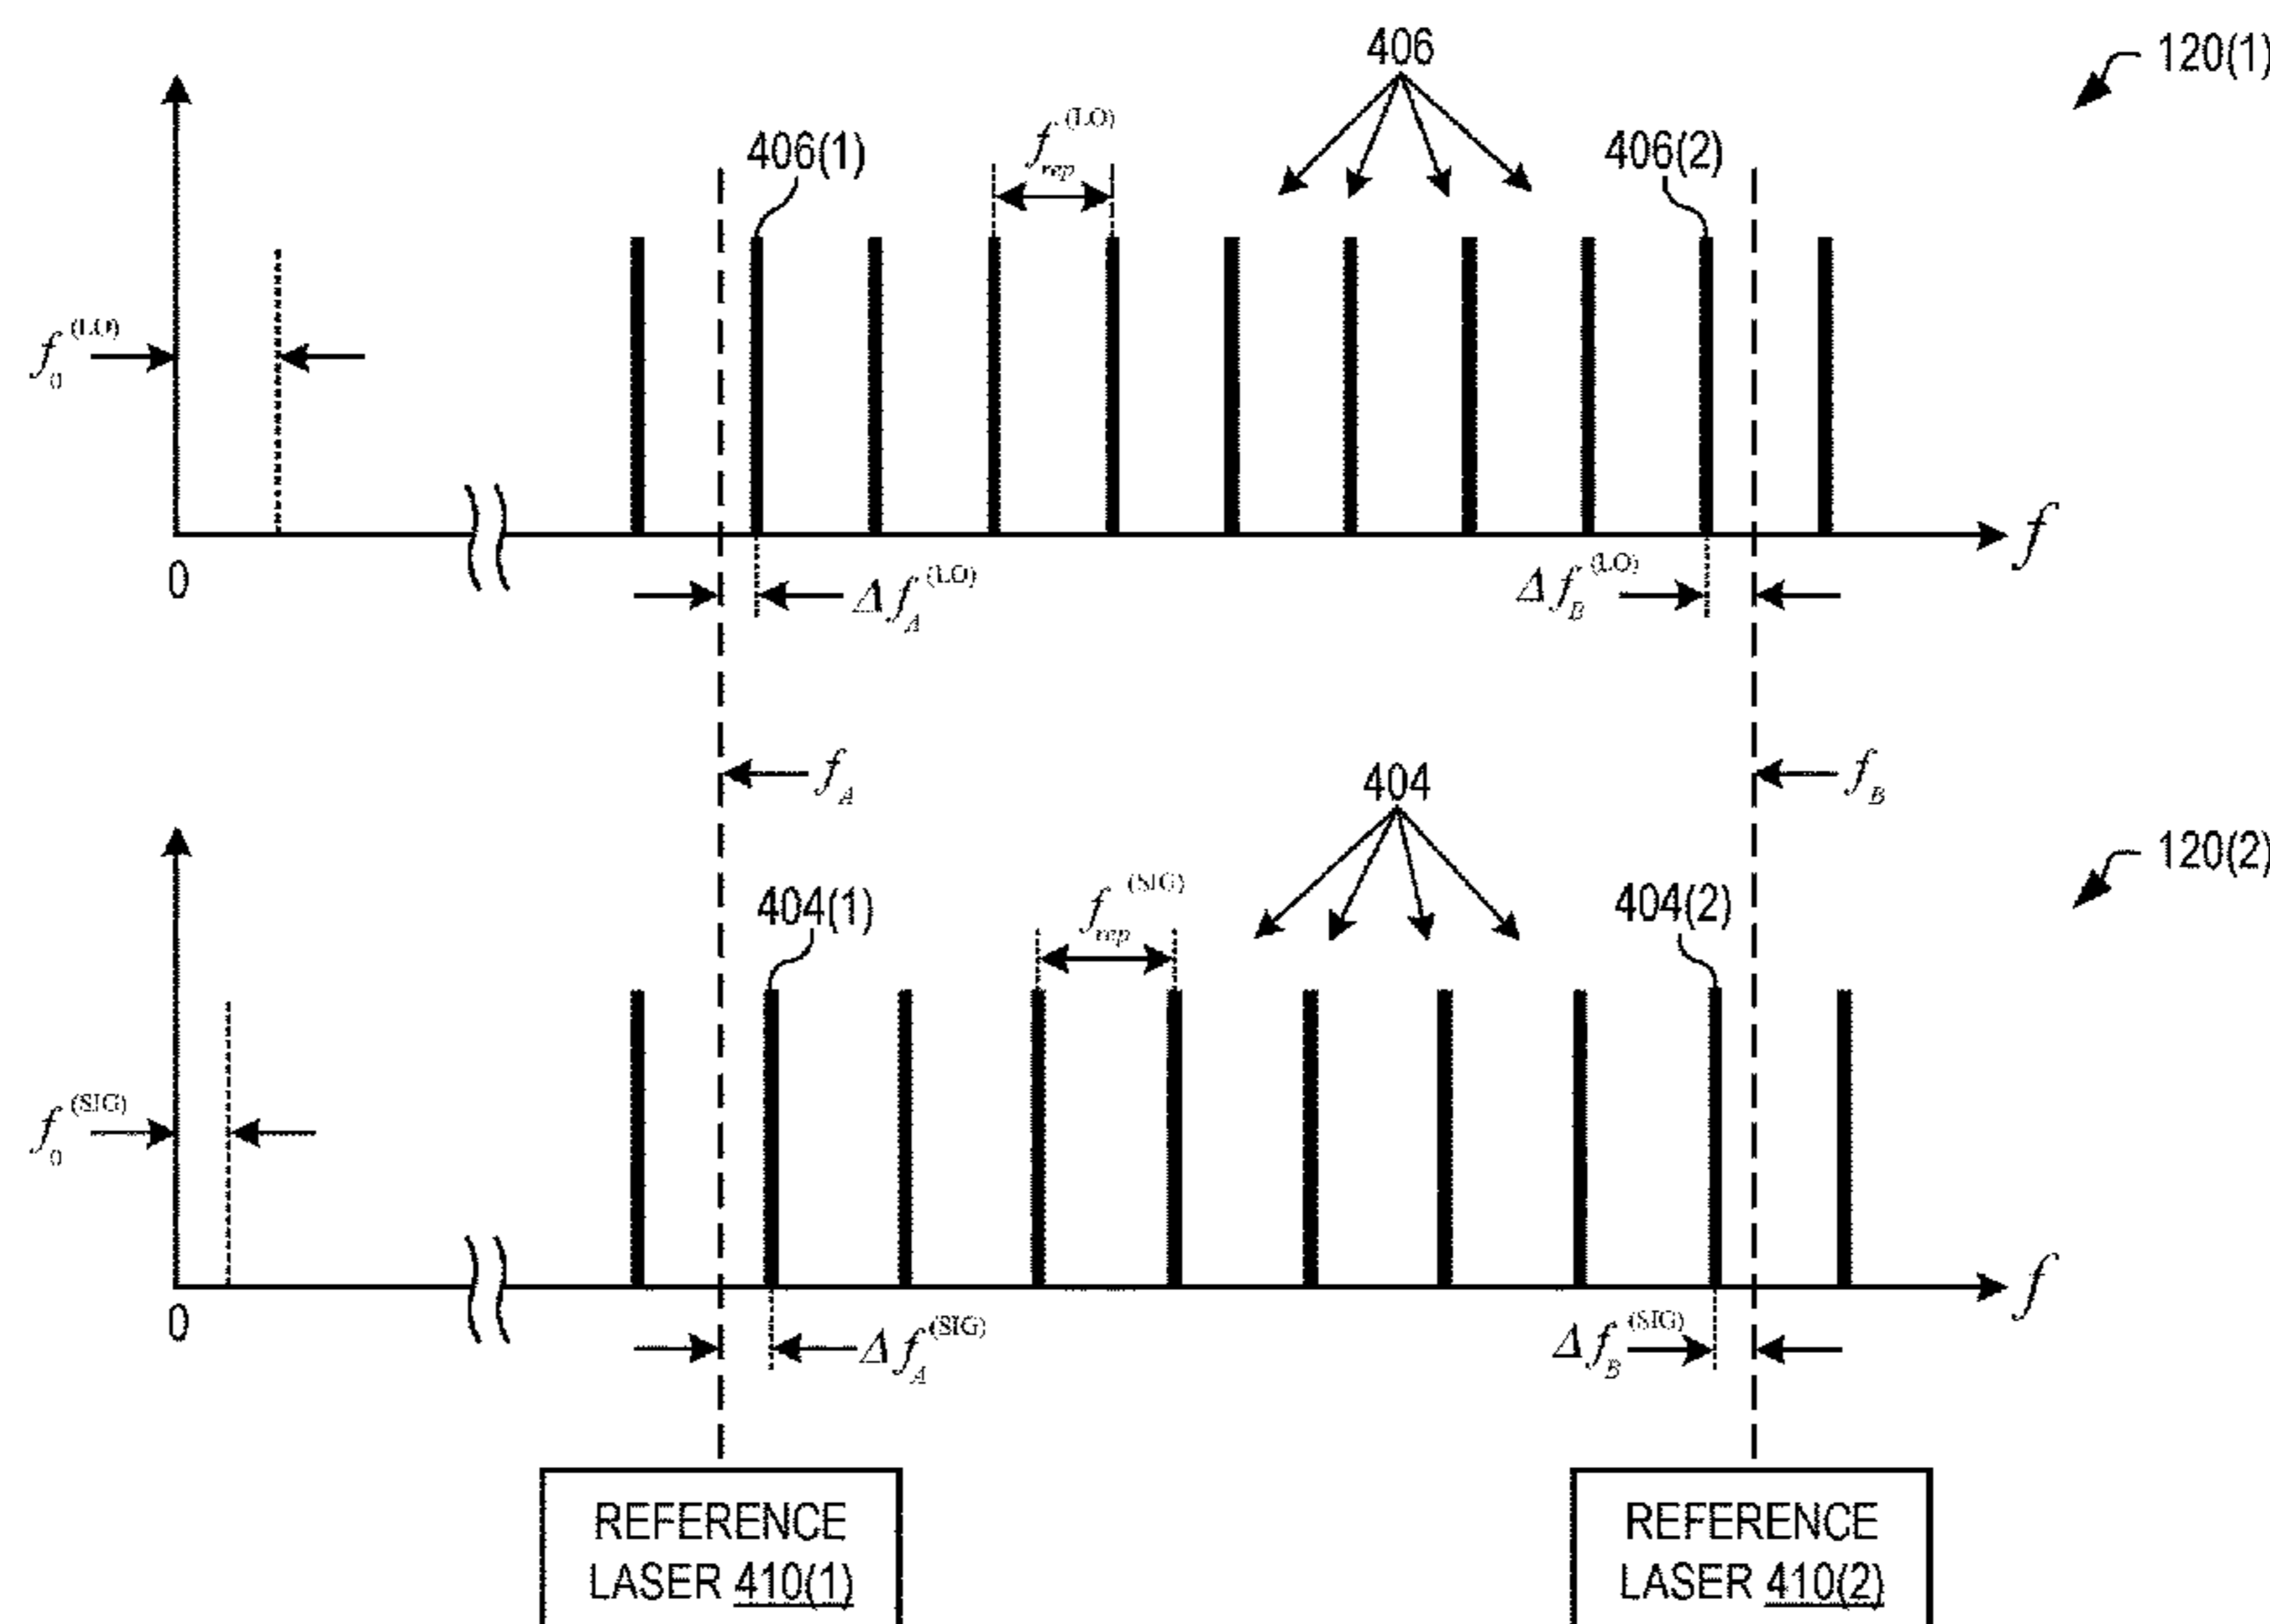 406
120(1)
406(1)
f_rep^(LO)
406(2)
f_0^(LO)
0
f
Δf_A^(LO)
Δf_B^(LO)
f_A
f_B
404
120(2)
404(1)
f_rep^(SIG)
404(2)
f_0^(SIG)
0
f
Δf_A^(SIG)
Δf_B^(SIG)
REFERENCE
LASER 410(1)
REFERENCE
LASER 410(2)